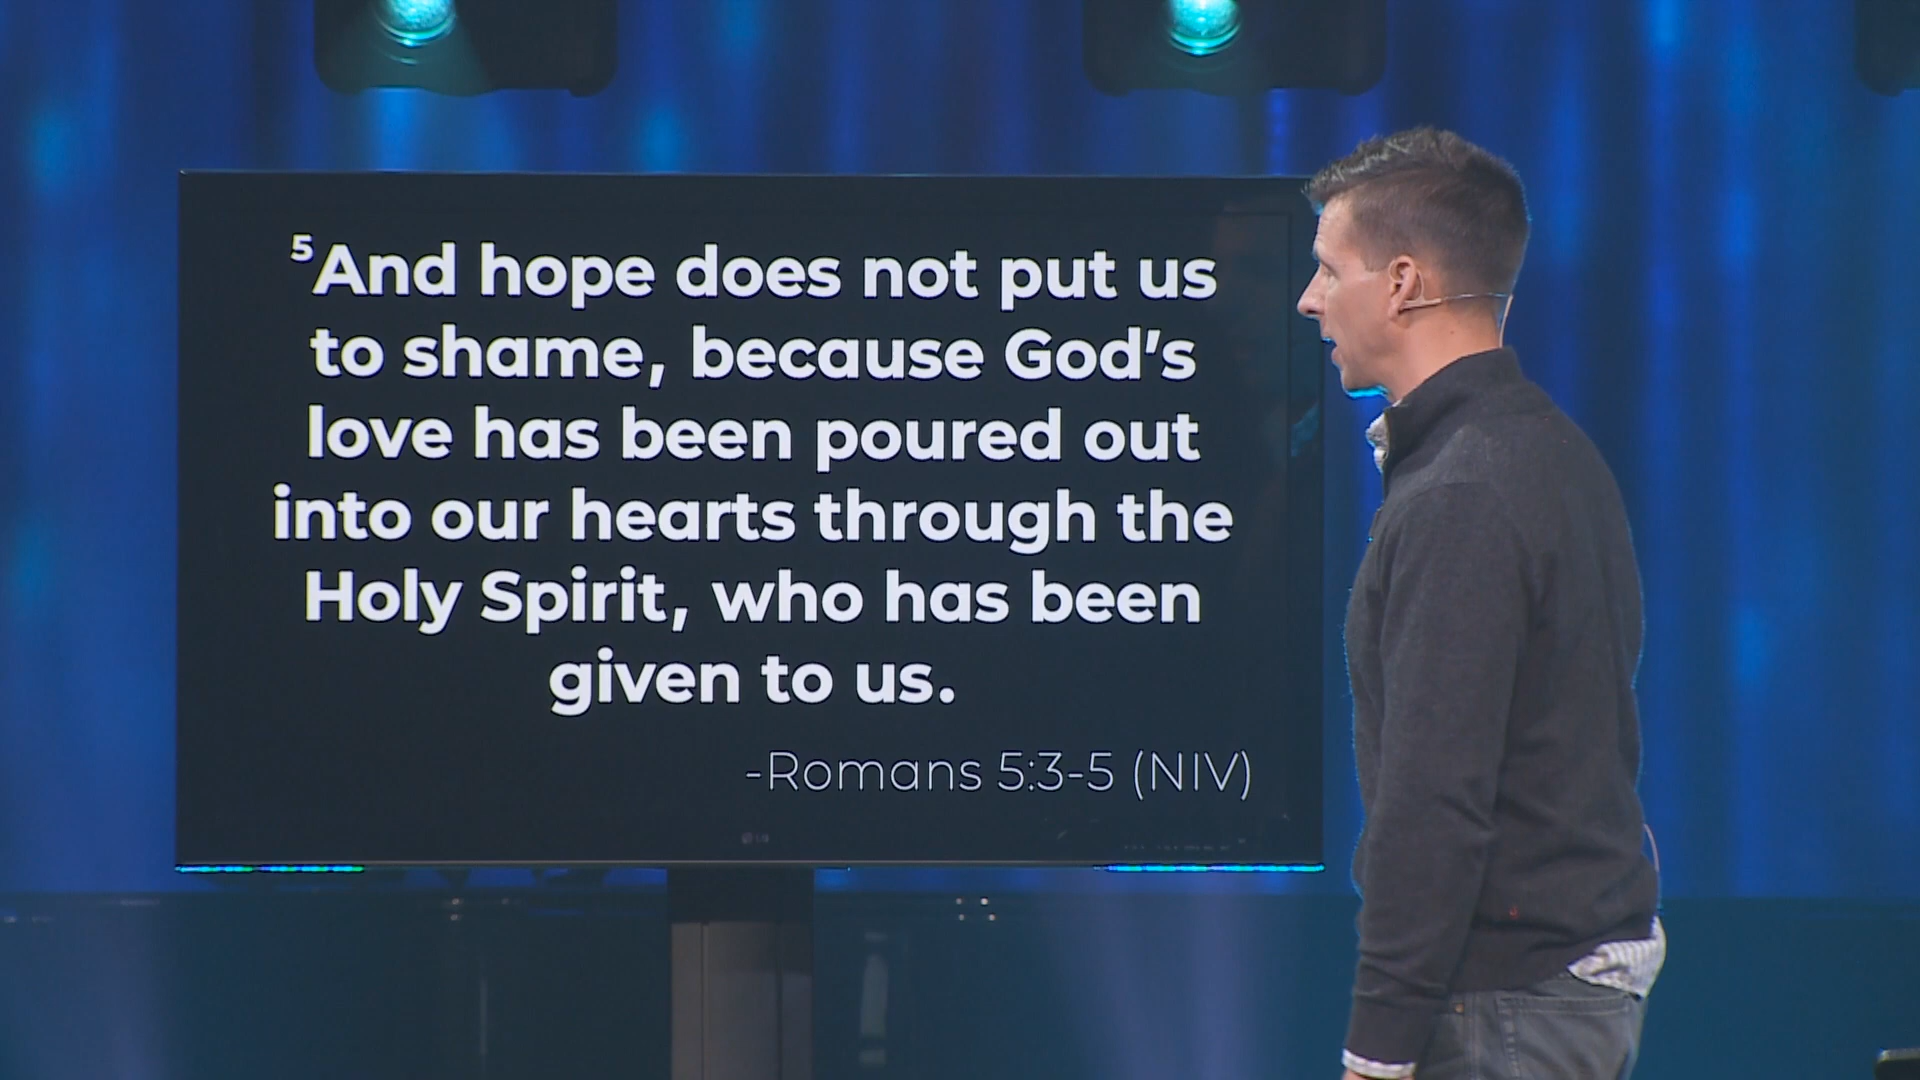 ⁵And hope does not put us
to shame, because God's
love has been poured out
into our hearts through the
Holy Spirit, who has been
given to us.
-Romans 5:3-5 (NIV)
LG